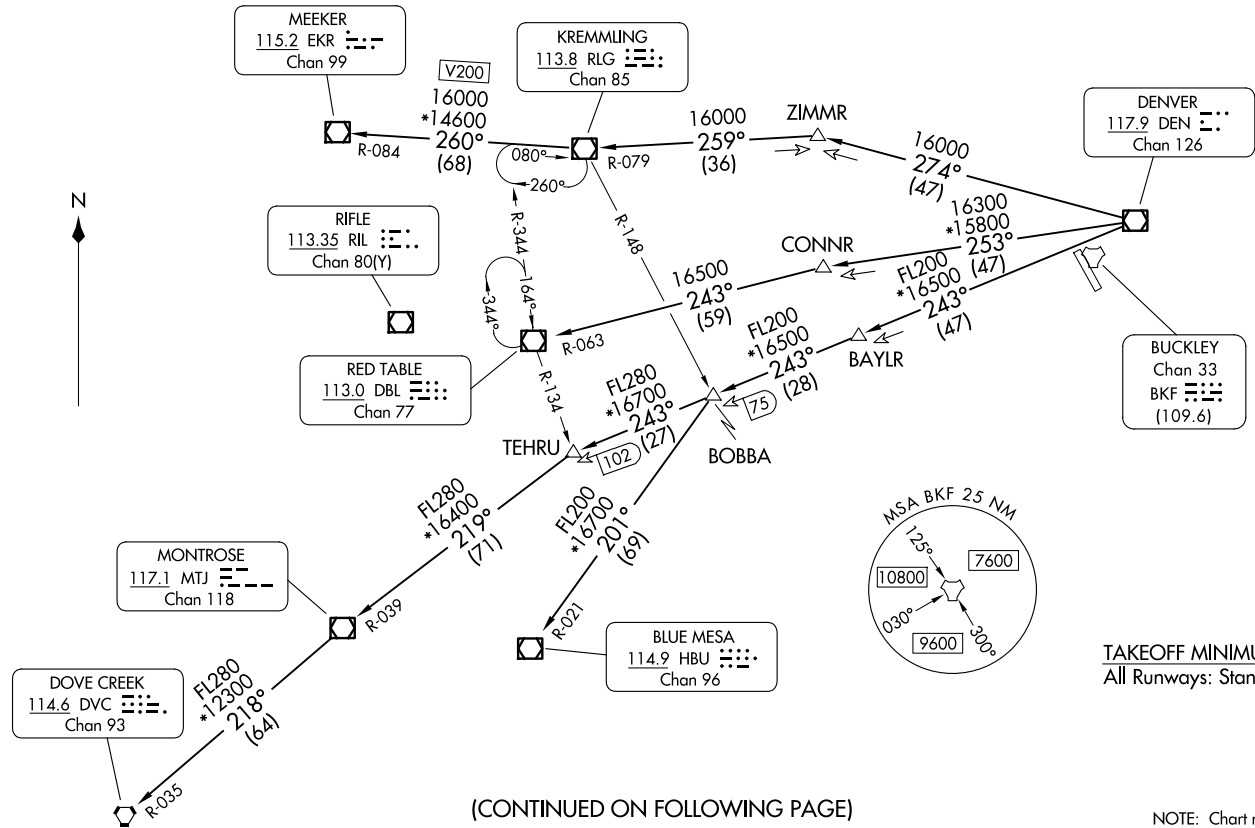 MEEKER
115.2 EKR
Chan 99
KREMMLING
113.8 RLG
Chan 85
V200
16000
*14600
260°
(68)
R-084
080°
260°
R-079
16000
259°
(36)
ZIMMR
16000
274°
(47)
DENVER
117.9 DEN
Chan 126
N
RIFLE
113.35 RIL
Chan 80(Y)
R-344
164°
344°
R-148
16500
243°
(59)
R-063
CONNR
16300
*15800
253°
(47)
FL200
*16500
243°
(47)
BAYLR
FL200
*16500
243°
(28)
BUCKLEY
Chan 33
BKF
(109.6)
RED TABLE
113.0 DBL
Chan 77
R-134
FL280
*16700
243°
(27)
75
102
TEHRU
BOBBA
FL280
*16400
219°
(71)
FL200
*16700
201°
(69)
MSA BKF 25 NM
125°
7600
10800
030°
300°
9600
MONTROSE
117.1 MTJ
Chan 118
R-039
R-021
BLUE MESA
114.9 HBU
Chan 96
TAKEOFF MINIMU
All Runways: Stan
DOVE CREEK
114.6 DVC
Chan 93
FL280
*12300
218°
(64)
R-035
(CONTINUED ON FOLLOWING PAGE)
NOTE: Chart